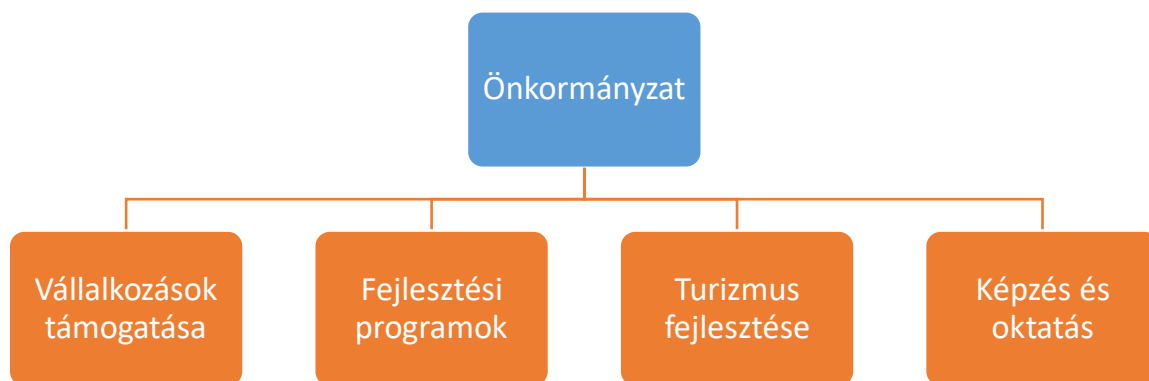 Önkormányzat
Vállalkozások
támogatása
Fejlesztési
programok
Turizmus
fejlesztése
Képzés és
oktatás